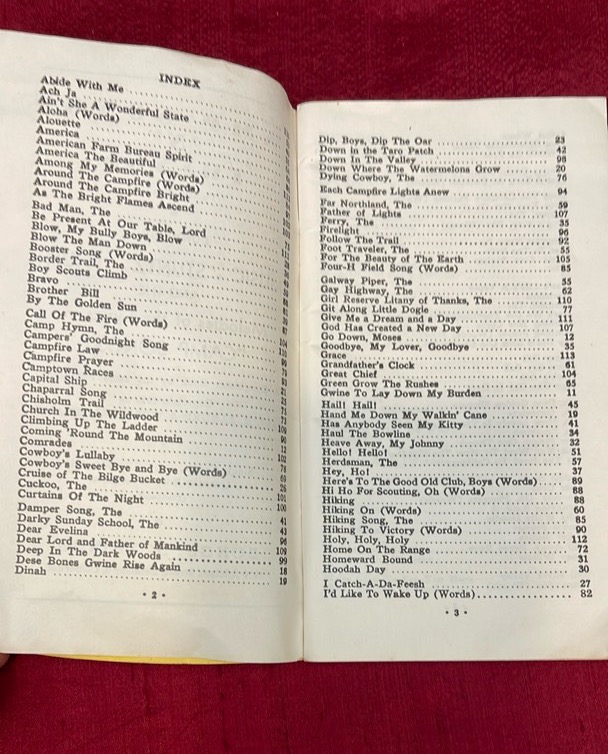 INDEX
Abide With Me
Ach Ja
Ain't She A Wonderful State
Aloha (Words)
Alouette
America
American Farm Bureau Spirit
America The Beautiful
Among My Memories (Words)
Around The Campfire (Words)
Around The Campfire Bright
As The Bright Flames Ascend
Bad Man, The
Be Present At Our Table, Lord
Blow, My Bully Boys, Blow
Blow The Man Down
Booster Song (Words)
Border Trail, The
Boy Scouts Climb
Bravo
Brother Bill
By The Golden Sun
Call Of The Fire (Words)
Camp Hymn, The
Campers' Goodnight Song
Campfire Law
Campfire Prayer
Camptown Races
Capital Ship
Chaparral Song
Chisholm Trail
Church In The Wildwood
Climbing Up The Ladder
Coming 'Round The Mountain
Comrades
Cowboy's Lullaby
Cowboy's Sweet Bye and Bye (Words)
Cruise of The Bilge Bucket
Cuckoo, The
Curtains Of The Night 100
Damper Song, The 41
Darky Sunday School, The 43
Dear Evelina
Dear Lord and Father of Mankind 109
Deep In The Dark Woods 99
Dese Bones Gwine Rise Again 18
Dinah 19
• 2 •
Dip, Boys, Dip The Oar 23
Down in the Taro Patch 42
Down In The Valley 98
Down Where The Watermelons Grow 20
Dying Cowboy, The 76
Each Campfire Lights Anew 94
Far Northland, The 59
Father of Lights 107
Ferry, The 35
Firelight 96
Follow The Trail 92
Foot Traveler, The 55
For The Beauty of The Earth 105
Four-H Field Song (Words) 85
Galway Piper, The 55
Gay Highway, The 62
Girl Reserve Litany of Thanks, The 110
Git Along Little Dogie 77
Give Me a Dream and a Day 111
God Has Created a New Day 107
Go Down, Moses 12
Goodbye, My Lover, Goodbye 35
Grace 113
Grandfather's Clock 61
Great Chief 104
Green Grow The Rushes 65
Gwine To Lay Down My Burden 11
Hail! Hail! 45
Hand Me Down My Walkin' Cane 19
Has Anybody Seen My Kitty 41
Haul The Bowline 34
Heave Away, My Johnny 32
Hello! Hello! 51
Herdsman, The 57
Hey, Ho! 37
Here's To The Good Old Club, Boys (Words) 89
Hi Ho For Scouting, Oh (Words) 88
Hiking 88
Hiking On (Words) 60
Hiking Song, The 85
Hiking To Victory (Words) 90
Holy, Holy, Holy 112
Home On The Range 72
Homeward Bound 31
Hoodah Day 30
I Catch-A-Da-Feesh 27
I'd Like To Wake Up (Words) 82
• 3 •